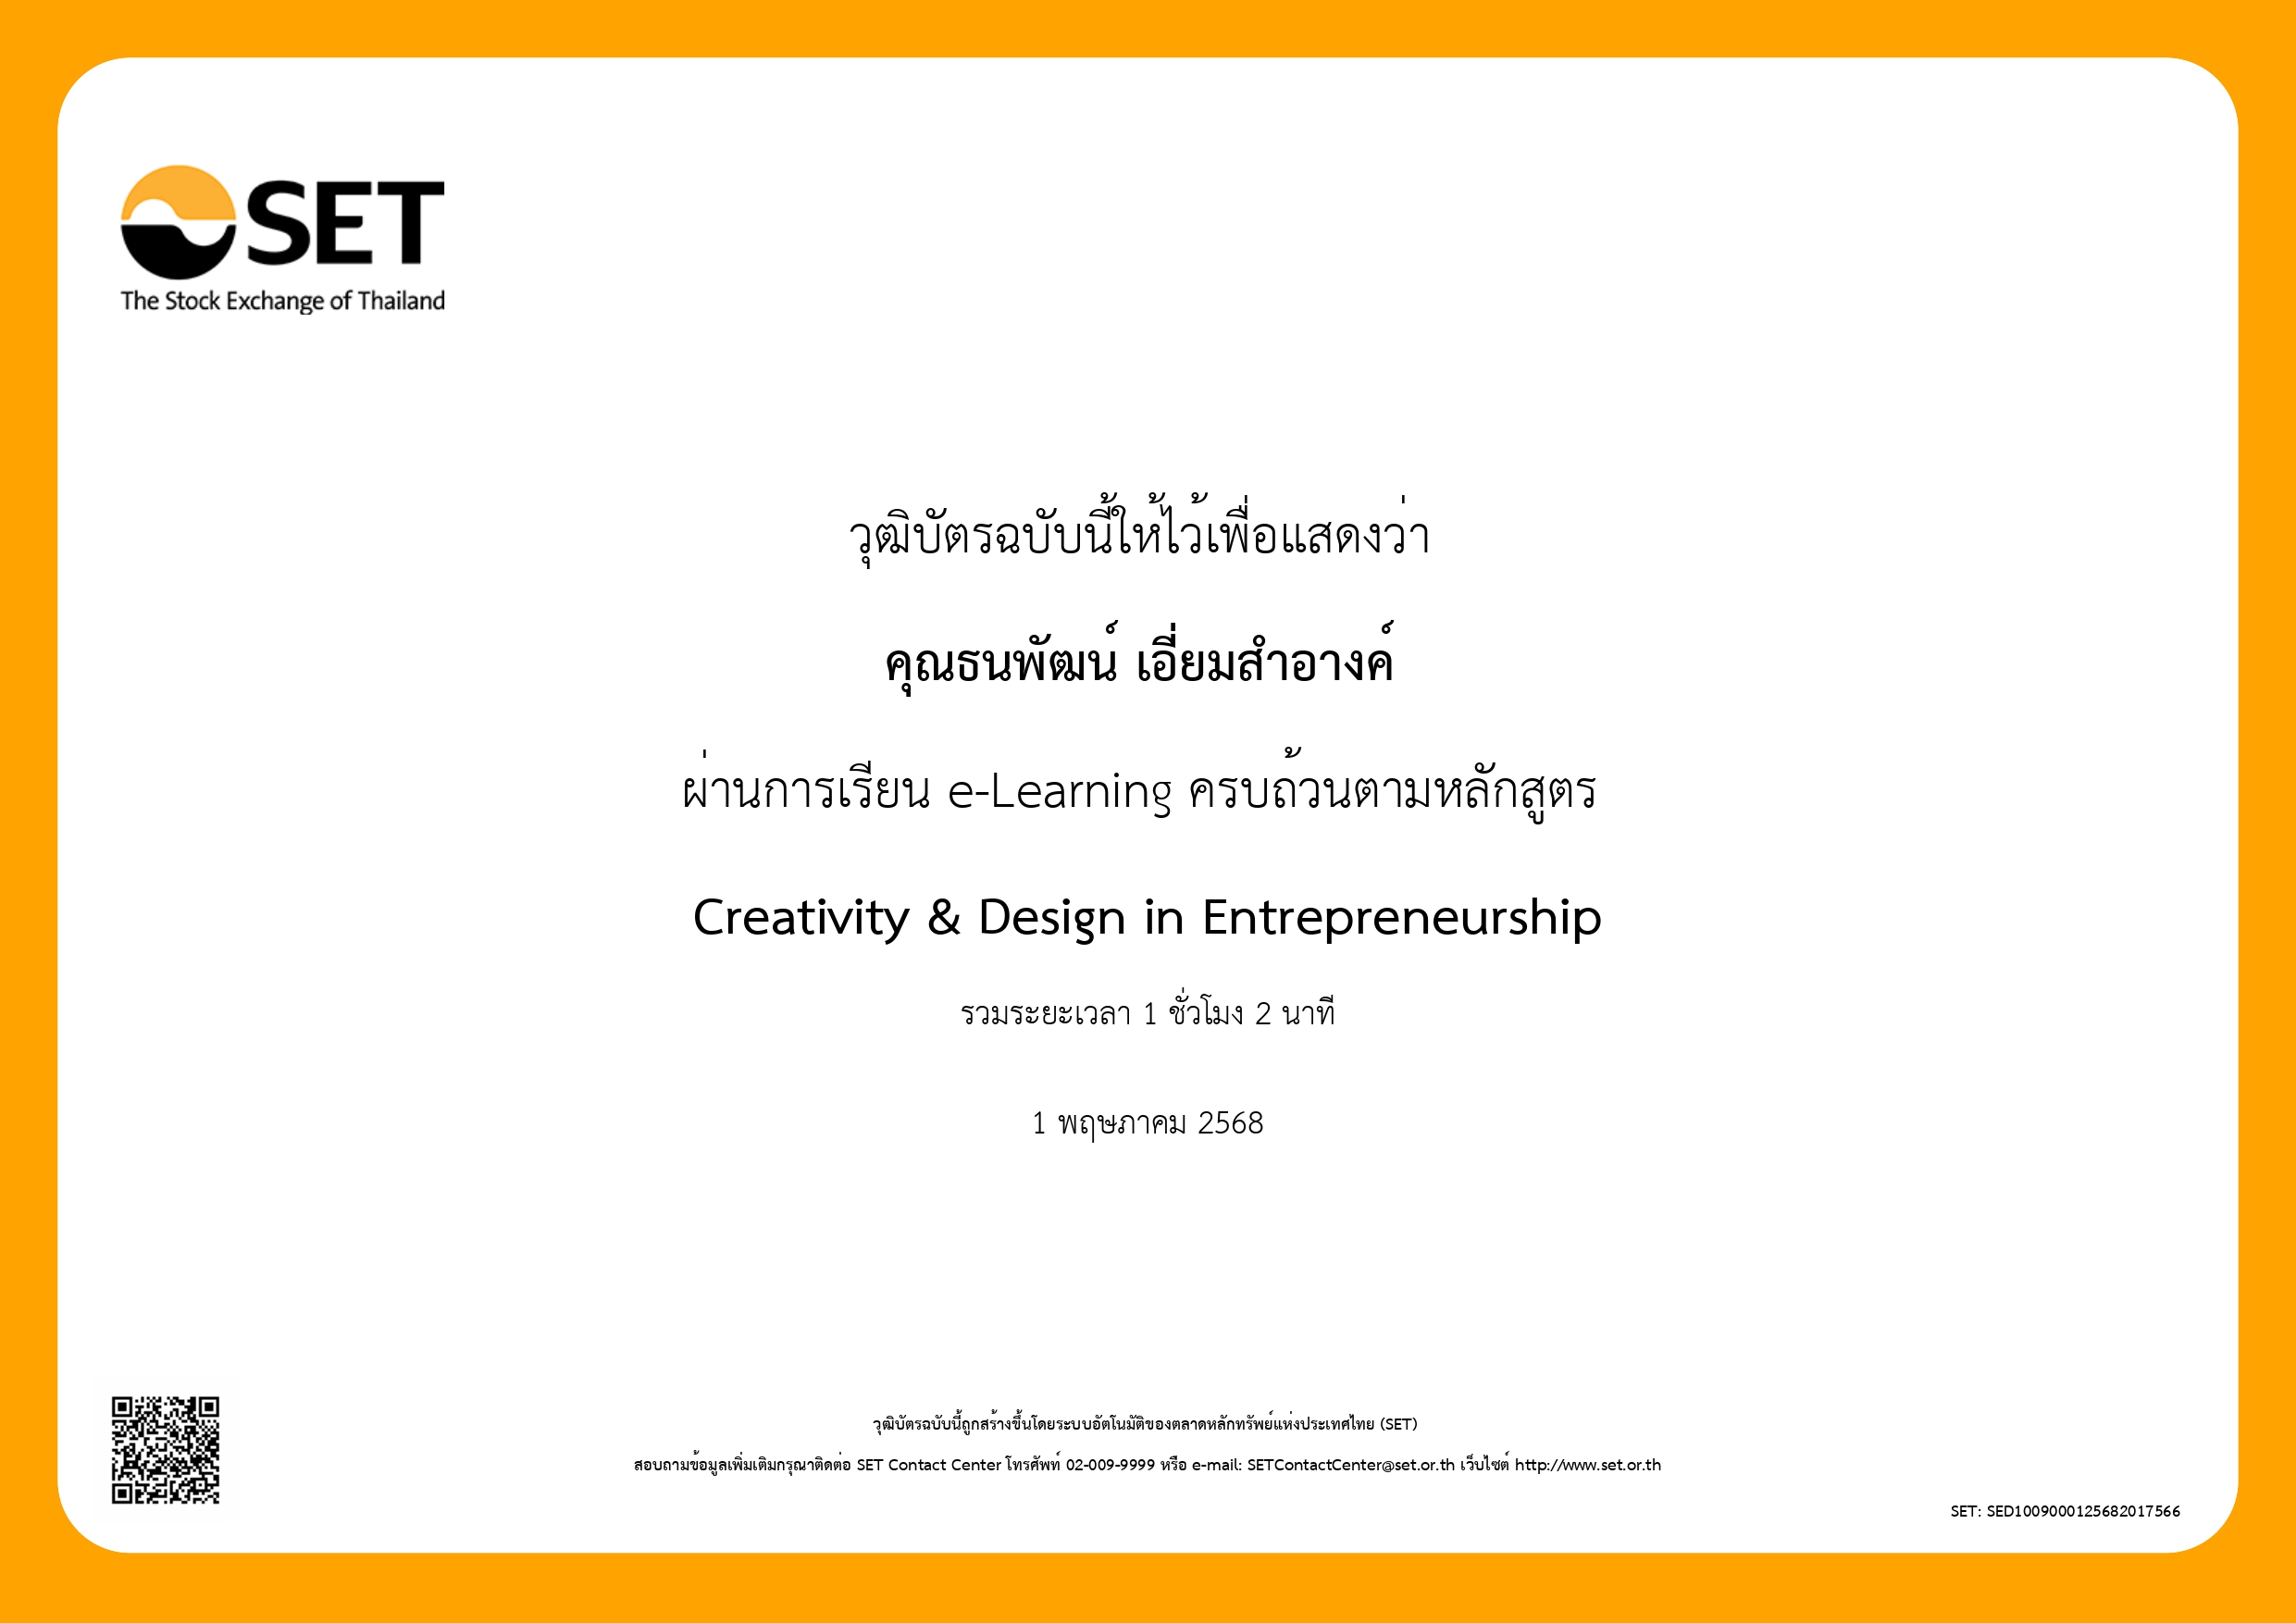 SET
The Stock Exchange of Thailand
วุฒิบัตรฉบับนี้ให้ไว้เพื่อแสดงว่า
คุณธนพัฒน์ เอี่ยมสำอางค์
ผ่านการเรียน e-Learning ครบถ้วนตามหลักสูตร
Creativity & Design in Entrepreneurship
รวมระยะเวลา 1 ชั่วโมง 2 นาที
1 พฤษภาคม 2568
วุฒิบัตรฉบับนี้ถูกสร้างขึ้นโดยระบบอัตโนมัติของตลาดหลักทรัพย์แห่งประเทศไทย (SET)
สอบถามข้อมูลเพิ่มเติมกรุณาติดต่อ SET Contact Center โทรศัพท์ 02-009-9999 หรือ e-mail: SETContactCenter@set.or.th เว็บไซต์ http://www.set.or.th
SET: SED1009000125682017566